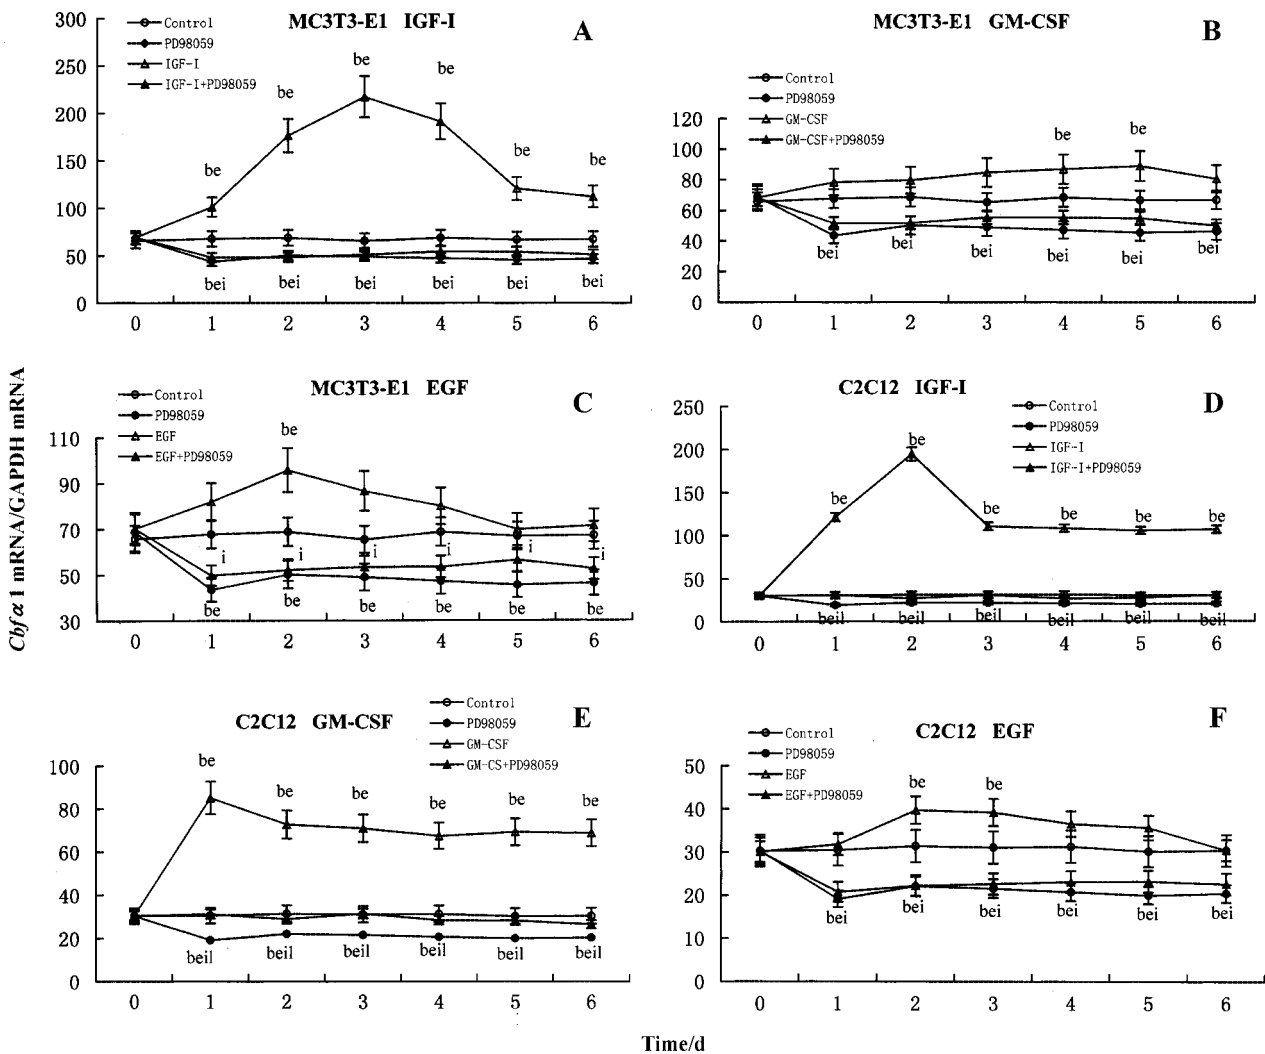 MC3T3-E1 IGF-I
A
Control
PD98059
IGF-I
IGF-I+PD98059
300
250
200
150
100
50
0
be
be
be
be
be
be
bei
bei
bei
bei
bei
bei
0 1 2 3 4 5 6
MC3T3-E1 GM-CSF
B
Control
PD98059
GM-CSF
GM-CSF+PD98059
120
100
80
60
40
20
0
be
be
bei
bei
bei
bei
bei
bei
0 1 2 3 4 5 6
Cbf α 1 mRNA/GAPDH mRNA
MC3T3-E1 EGF
C
Control
PD98059
EGF
EGF+PD98059
110
90
70
50
30
be
i
i
i
i
i
i
be
be
be
be
be
be
0 1 2 3 4 5 6
C2C12 IGF-I
D
Control
PD98059
IGF-I
IGF-I+PD98059
250
200
150
100
50
0
be
be
be
be
be
be
beil
beil
beil
beil
beil
beil
0 1 2 3 4 5 6
C2C12 GM-CSF
E
Control
PD98059
GM-CSF
GM-CS+PD98059
100
80
60
40
20
0
be
be
be
be
be
be
beil
beil
beil
beil
beil
beil
0 1 2 3 4 5 6
C2C12 EGF
F
Control
PD98059
EGF
EGF+PD98059
50
40
30
20
10
0
be
be
bei
bei
bei
bei
bei
bei
0 1 2 3 4 5 6
Time/d